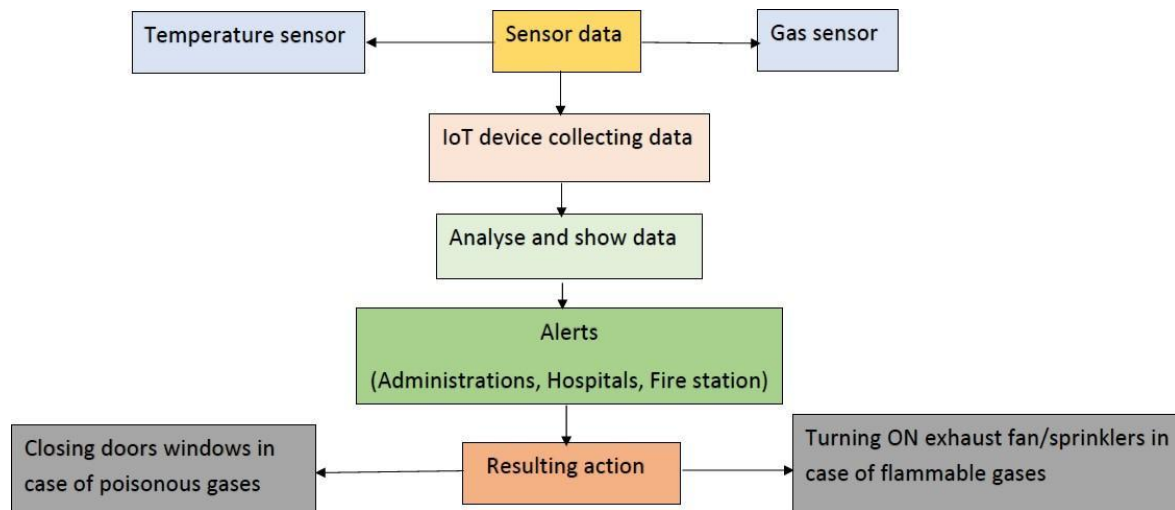 Temperature sensor
Sensor data
Gas sensor
IoT device collecting data
Analyse and show data
Alerts
(Administrations, Hospitals, Fire station)
Closing doors windows in
case of poisonous gases
Resulting action
Turning ON exhaust fan/sprinklers in
case of flammable gases